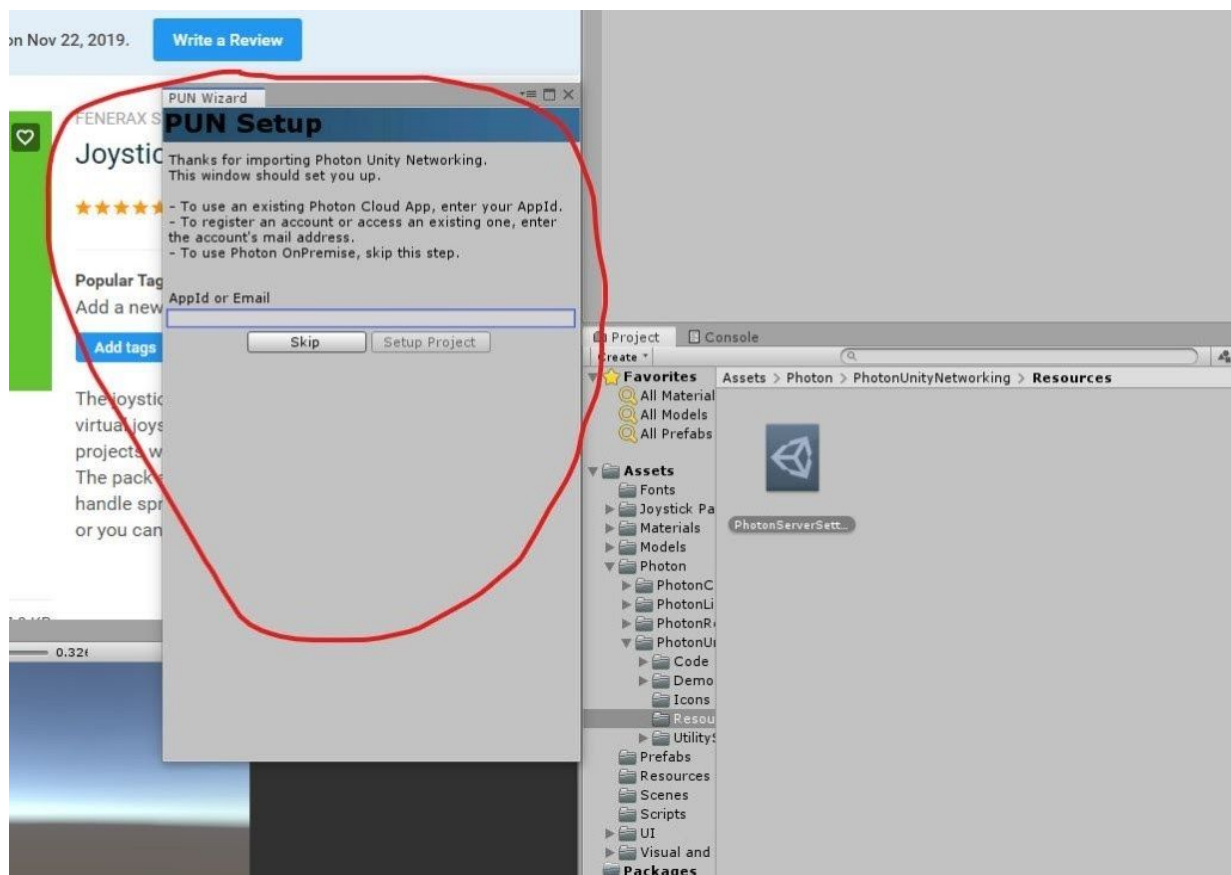 on Nov 22, 2019.
Write a Review
FENERAX S
Joystic
Popular Tag
Add a new
Add tags
The joystic
virtual joys
projects w
The pack
handle spr
or you can
0.326
PUN Wizard
PUN Setup
Thanks for importing Photon Unity Networking.
This window should set you up.
- To use an existing Photon Cloud App, enter your AppId.
- To register an account or access an existing one, enter
the account's mail address.
- To use Photon OnPremise, skip this step.
AppId or Email
Skip
Setup Project
Project
Console
Create
Favorites
All Material
All Models
All Prefabs
Assets
Fonts
Joystick Pa
Materials
Models
Photon
PhotonC
PhotonLi
PhotonRe
PhotonUn
Code
Demo
Icons
Resou
UtilityS
Prefabs
Resources
Scenes
Scripts
UI
Visual and
Packages
Assets > Photon > PhotonUnityNetworking > Resources
PhotonServerSett...